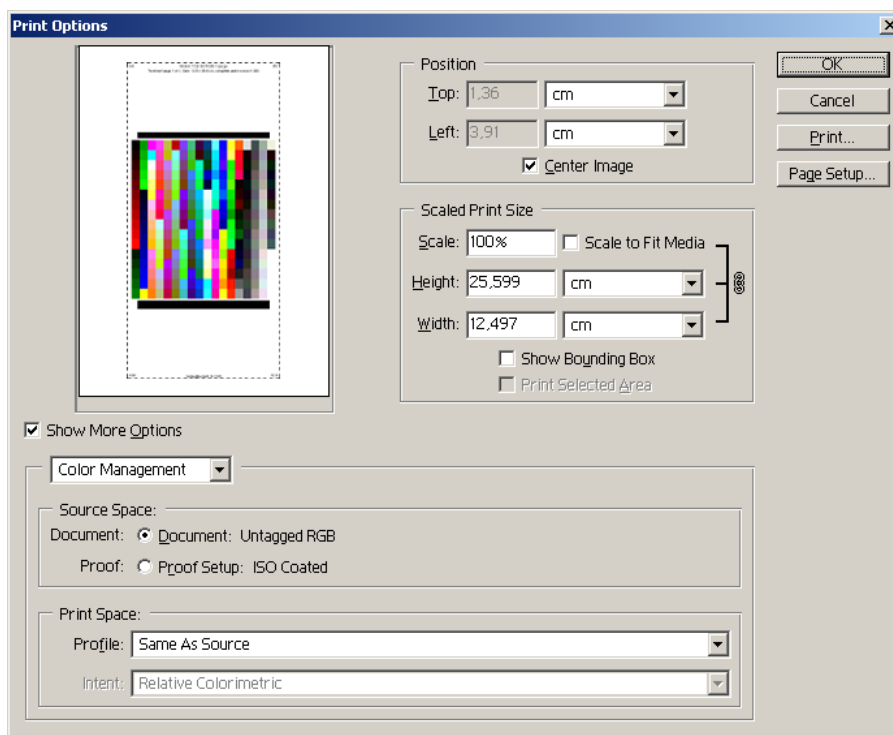 Print Options
Position
Top: 1,36 cm
Left: 3,91 cm
Center Image
OK
Cancel
Print...
Page Setup...
Scaled Print Size
Scale: 100% Scale to Fit Media
Height: 25,599 cm
Width: 12,497 cm
Show Bounding Box
Print Selected Area
Show More Options
Color Management
Source Space:
Document: Document: Untagged RGB
Proof: Proof Setup: ISO Coated
Print Space:
Profile: Same As Source
Intent: Relative Colorimetric